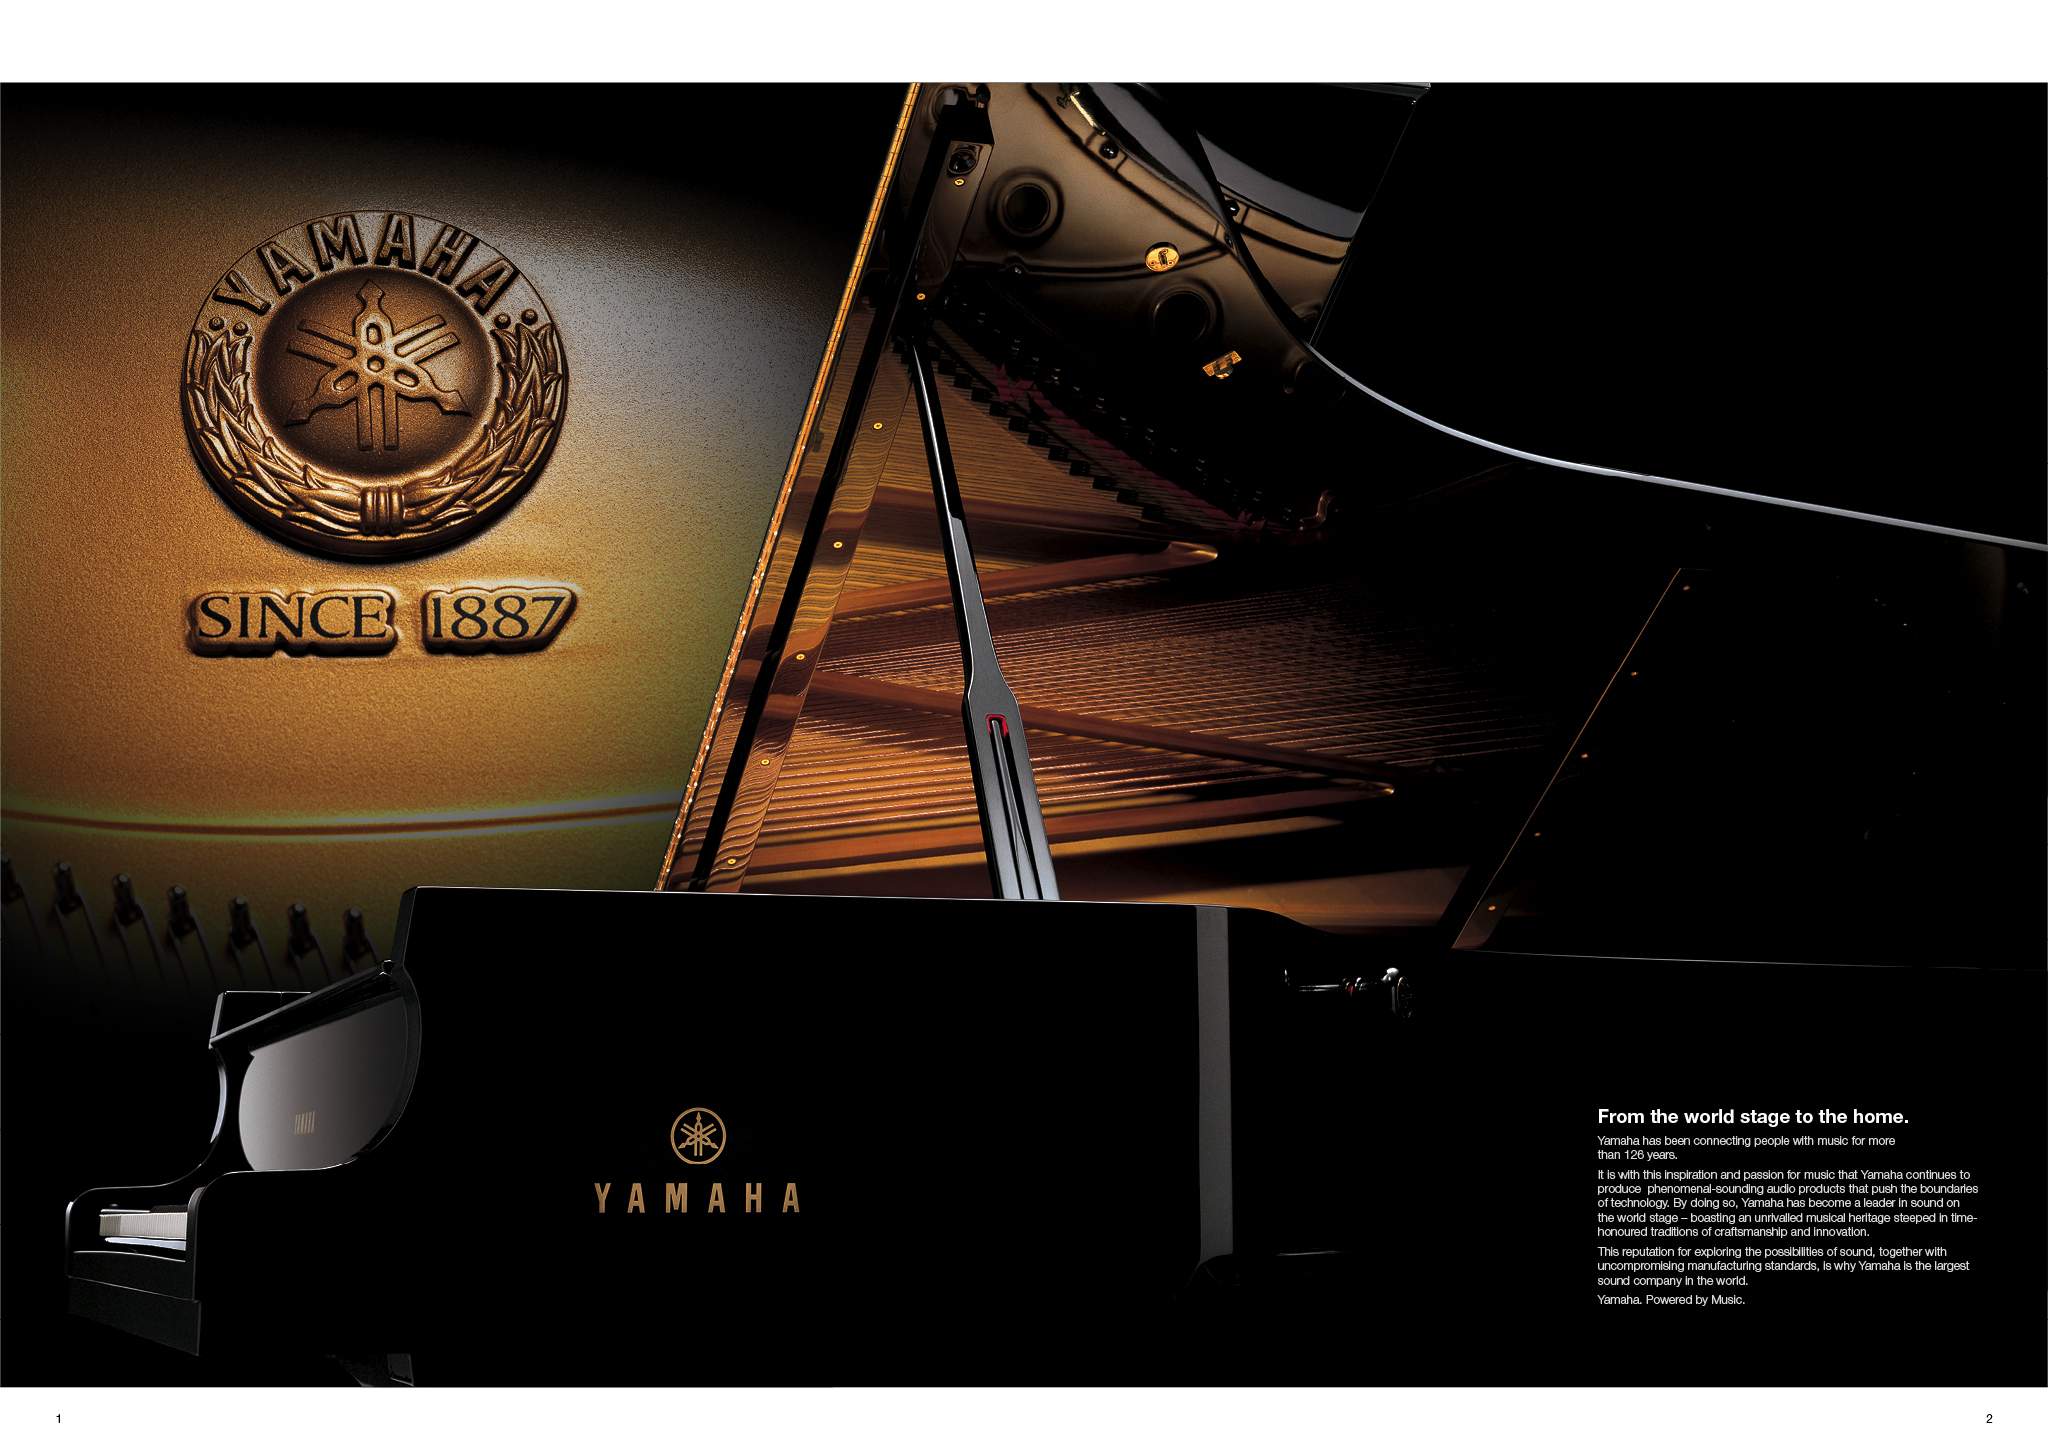 YAMAHA
SINCE 1887
YAMAHA
From the world stage to the home.
Yamaha has been connecting people with music for more
than 126 years.
It is with this inspiration and passion for music that Yamaha continues to
produce phenomenal-sounding audio products that push the boundaries
of technology. By doing so, Yamaha has become a leader in sound on
the world stage – boasting an unrivalled musical heritage steeped in time-
honoured traditions of craftsmanship and innovation.
This reputation for exploring the possibilities of sound, together with
uncompromising manufacturing standards, is why Yamaha is the largest
sound company in the world.
Yamaha. Powered by Music.
1
2